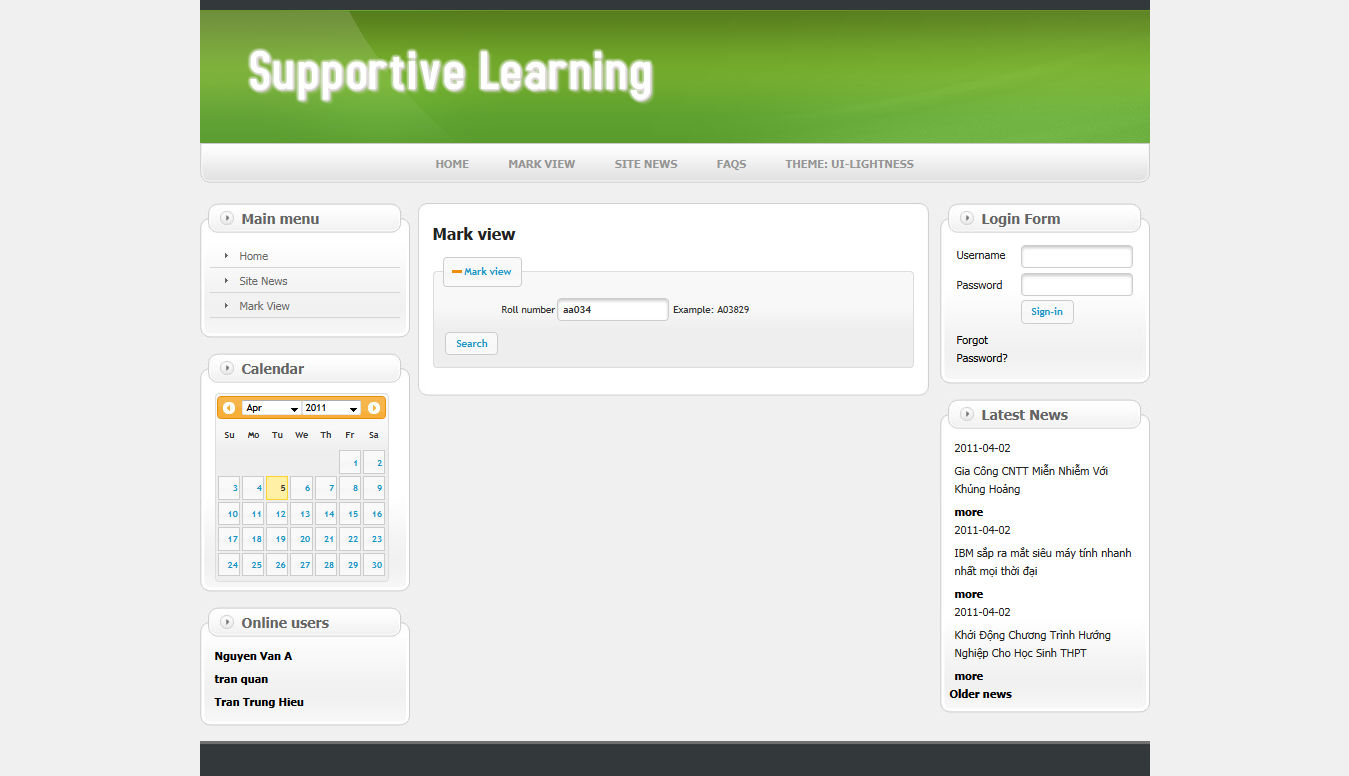 Supportive Learning
HOME MARK VIEW SITE NEWS FAQS THEME: UI-LIGHTNESS
Main menu
Home
Site News
Mark View
Calendar
Apr 2011
Su Mo Tu We Th Fr Sa
1 2
3 4 5 6 7 8 9
10 11 12 13 14 15 16
17 18 19 20 21 22 23
24 25 26 27 28 29 30
Online users
Nguyen Van A
tran quan
Tran Trung Hieu
Mark view
Mark view
Roll number aa034 Example: A03829
Search
Login Form
Username
Password
Sign-in
Forgot
Password?
Latest News
2011-04-02
Gia Công CNTT Miễn Nhiễm Với
Khủng Hoảng
more
2011-04-02
IBM sắp ra mắt siêu máy tính nhanh
nhất mọi thời đại
more
2011-04-02
Khởi Động Chương Trình Hướng
Nghiệp Cho Học Sinh THPT
more
Older news